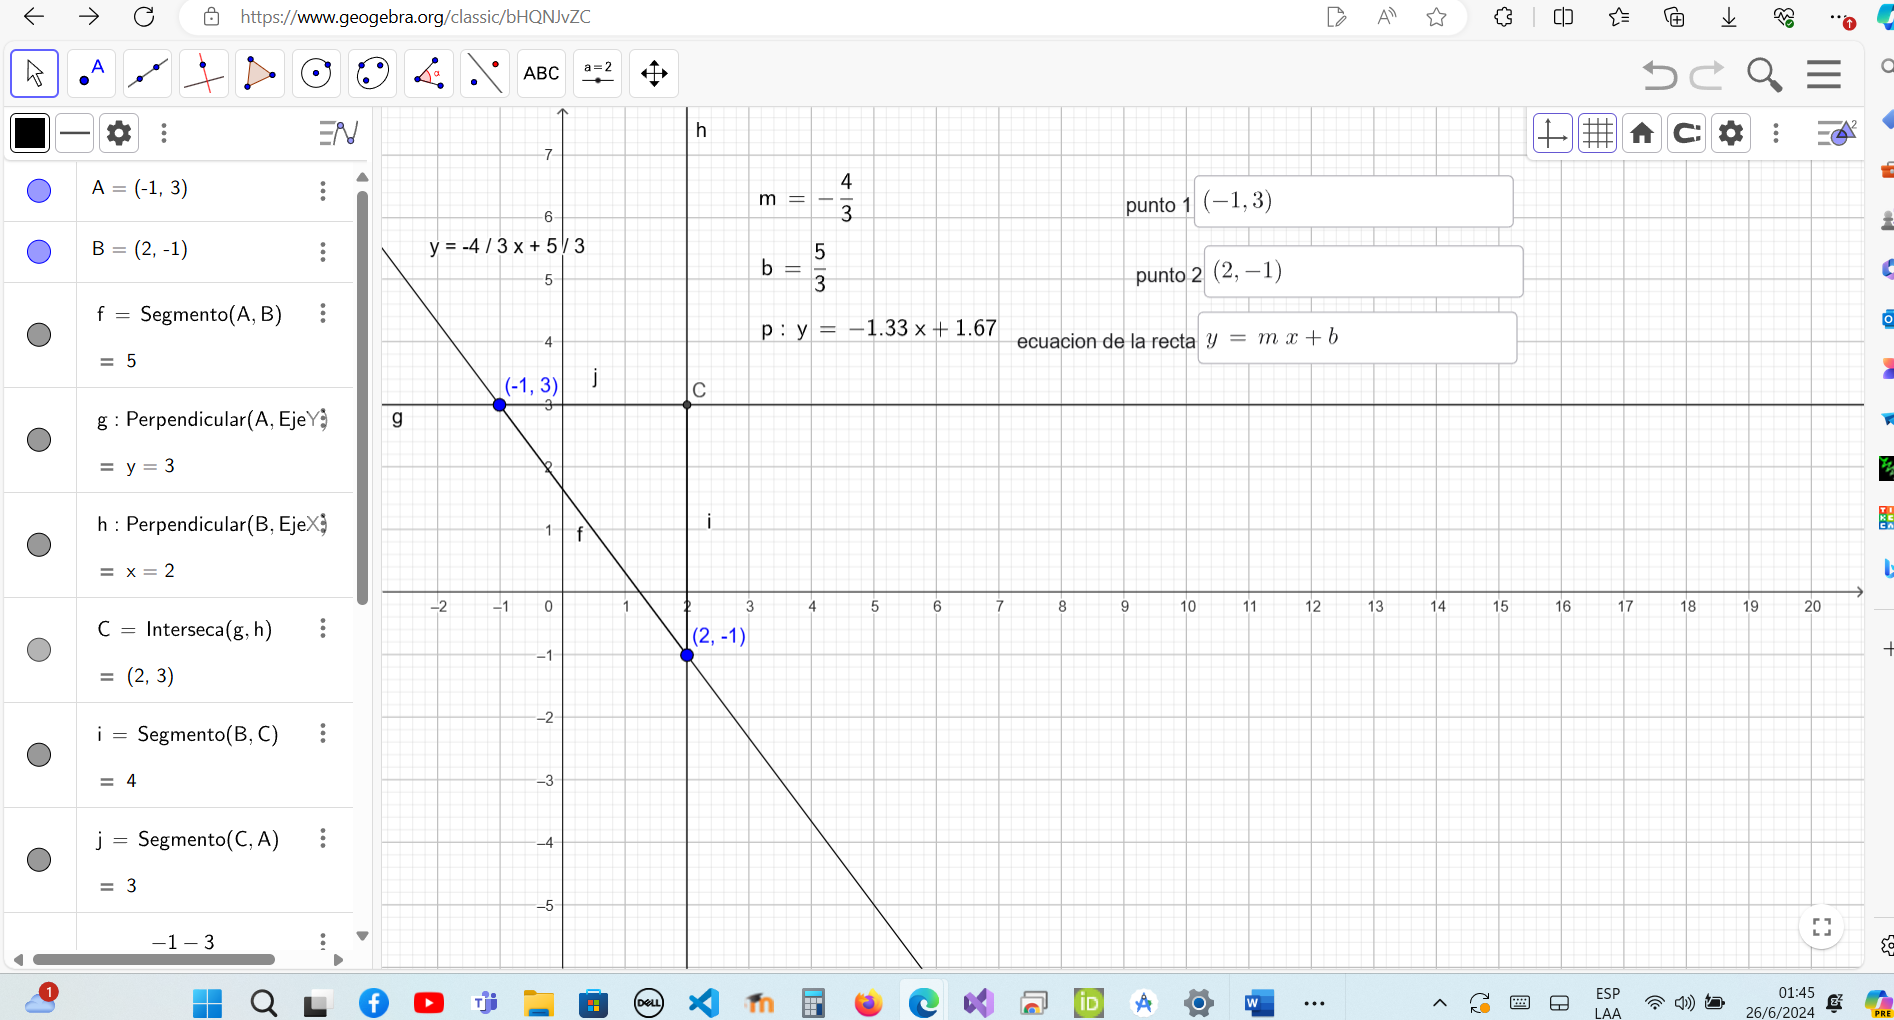 https://www.geogebra.org/classic/bHQNJvZC
A
α
ABC
a=2
A = (-1, 3)
B = (2, -1)
f = Segmento(A, B)
= 5
g : Perpendicular(A, EjeY)
= y = 3
h : Perpendicular(B, EjeX)
= x = 2
C = Interseca(g, h)
= (2, 3)
i = Segmento(B, C)
= 4
j = Segmento(C, A)
= 3
−1 − 3
h
7
6
5
4
3
2
1
−1
−2
−3
−4
−5
y = -4 / 3 x + 5 / 3
m = −4/3
b = 5/3
p : y = −1.33 x + 1.67
punto 1 (−1, 3)
punto 2 (2, −1)
ecuacion de la recta y = m x + b
(-1, 3)
j
C
g
f
i
−2 −1 0 1 2 3 4 5 6 7 8 9 10 11 12 13 14 15 16 17 18 19 20
(2, -1)
1
DELL
iD
W
ESP
LAA
01:45
26/6/2024
PRE